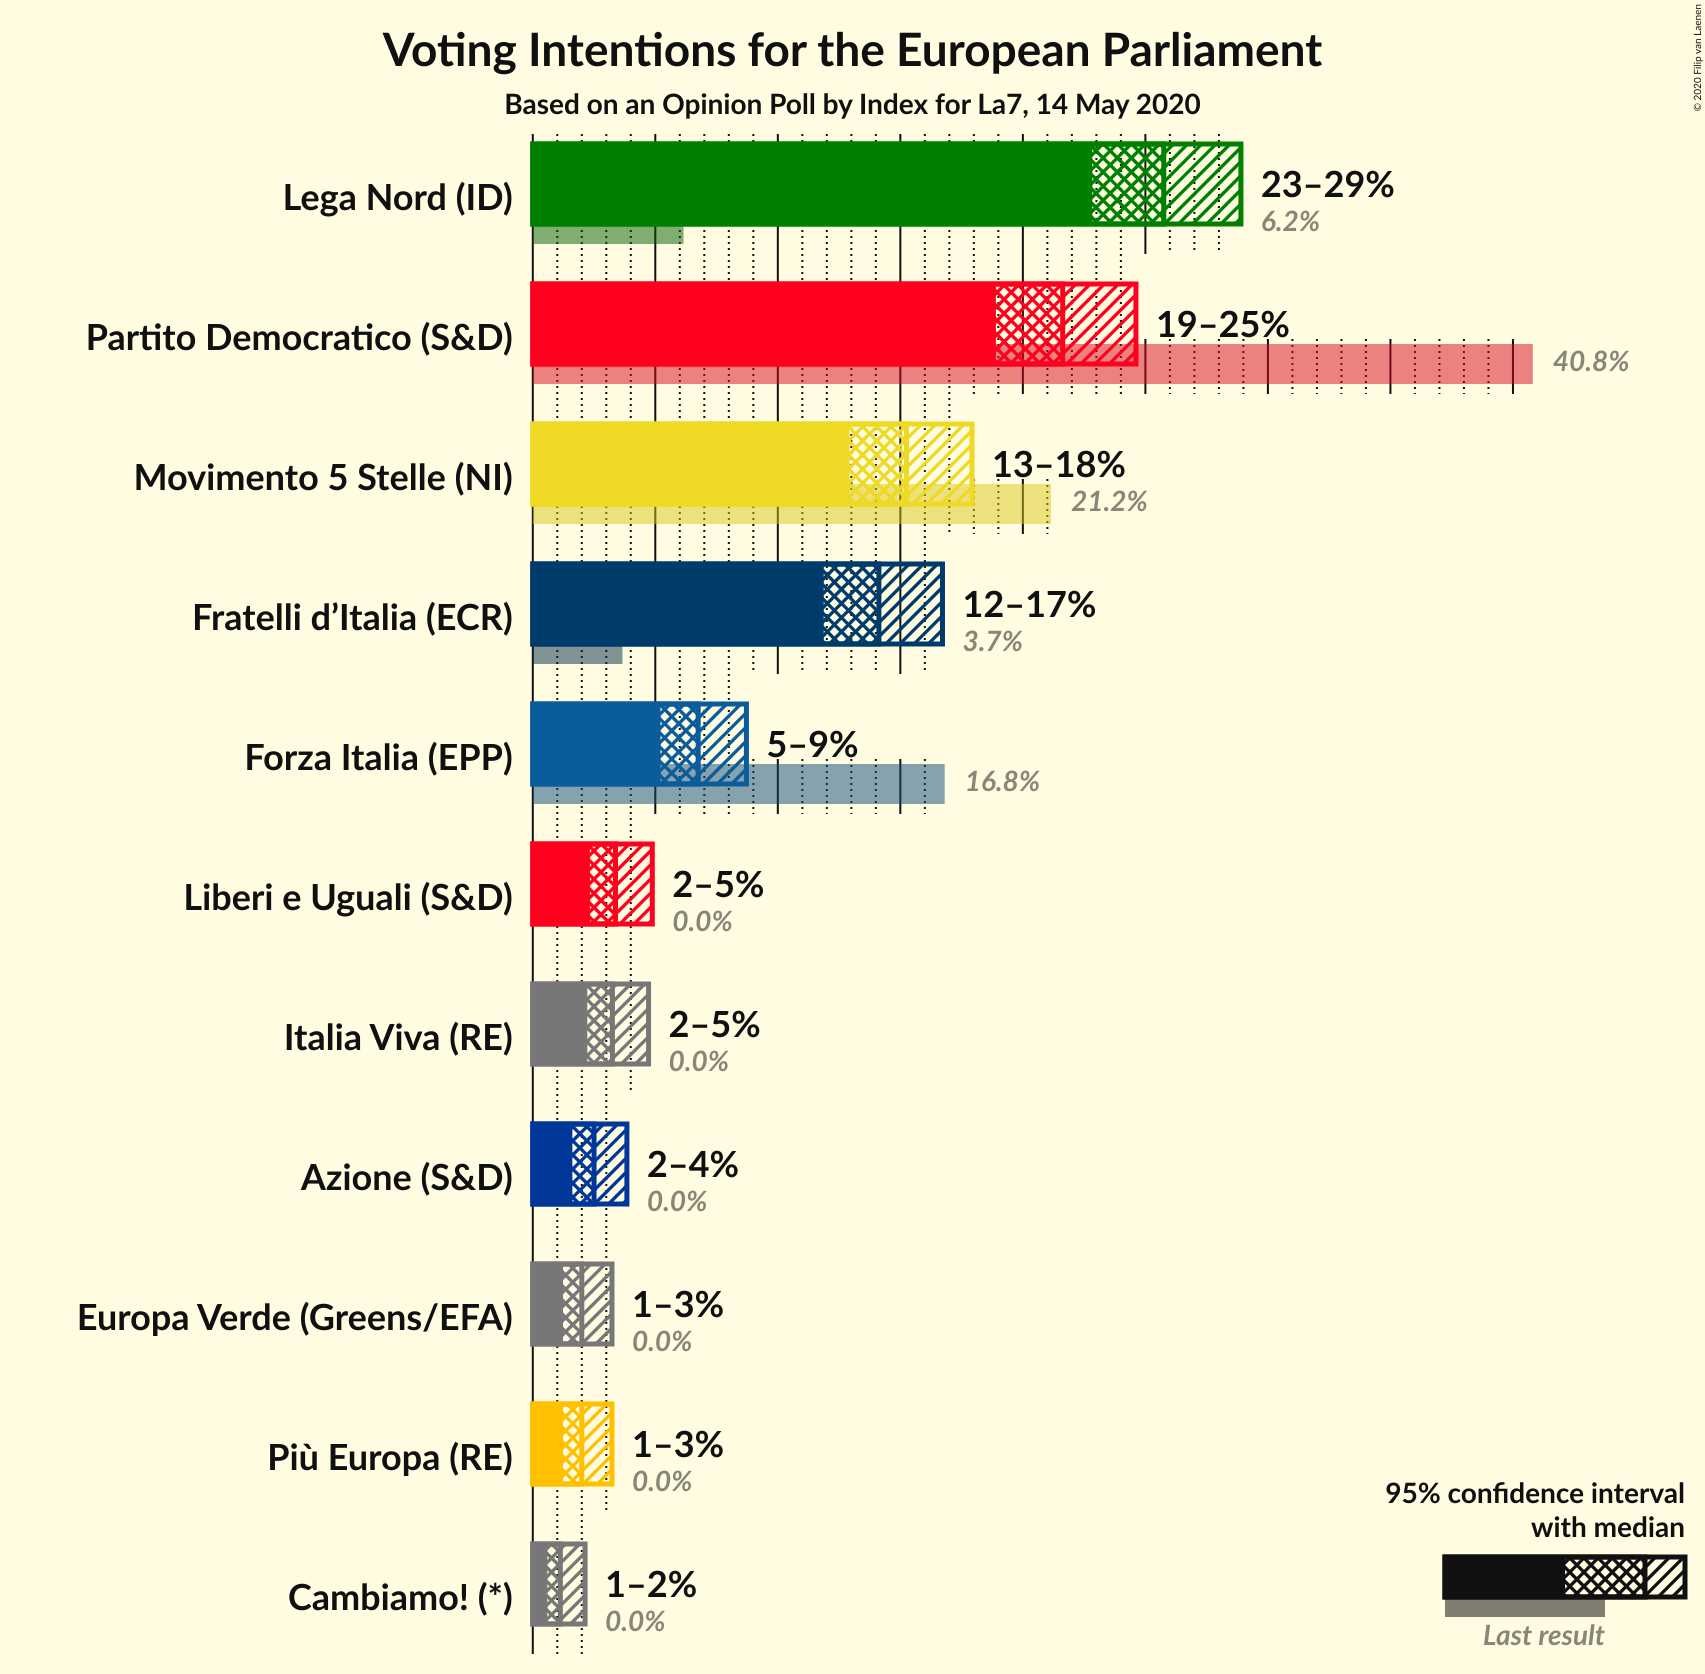 Voting Intentions for the European Parliament
Based on an Opinion Poll by Index for La7, 14 May 2020
© 2020 Filip van Laenen
Lega Nord (ID)
23–29%
6.2%
Partito Democratico (S&D)
19–25%
40.8%
Movimento 5 Stelle (NI)
13–18%
21.2%
Fratelli d’Italia (ECR)
12–17%
3.7%
Forza Italia (EPP)
5–9%
16.8%
Liberi e Uguali (S&D)
2–5%
0.0%
Italia Viva (RE)
2–5%
0.0%
Azione (S&D)
2–4%
0.0%
Europa Verde (Greens/EFA)
1–3%
0.0%
Più Europa (RE)
1–3%
0.0%
Cambiamo! (*)
1–2%
0.0%
95% confidence interval
with median
Last result